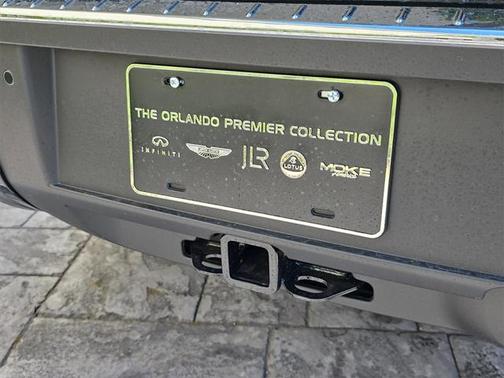 THE ORLANDO PREMIER COLLECTION
INFINITI JLR LOTUS MOKE